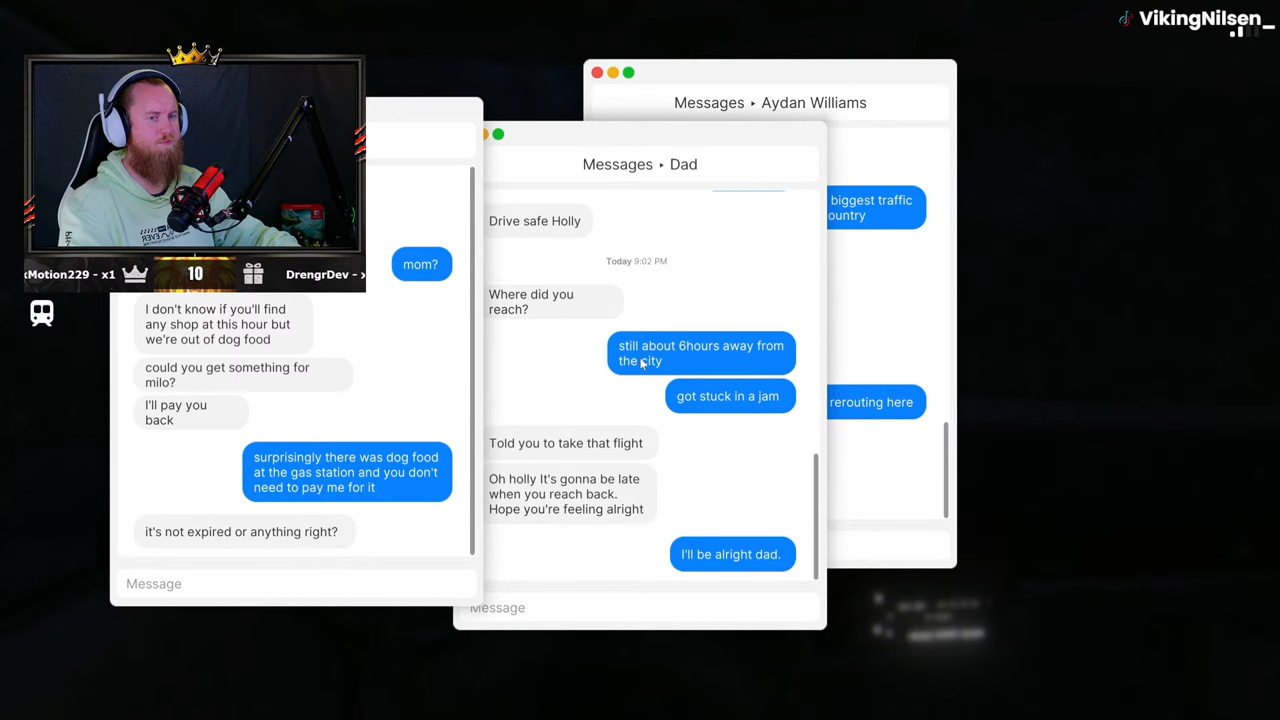 VikingNilsen_
xMotion229 - x1
10
DrengrDev - x
mom?
I don't know if you'll find
any shop at this hour but
we're out of dog food
could you get something for
milo?
I'll pay you
back
surprisingly there was dog food
at the gas station and you don't
need to pay me for it
it's not expired or anything right?
Message
Messages ▸ Dad
Drive safe Holly
Today 9:02 PM
Where did you
reach?
still about 6hours away from
the city
got stuck in a jam
Told you to take that flight
Oh holly It's gonna be late
when you reach back.
Hope you're feeling alright
I'll be alright dad.
Message
Messages ▸ Aydan Williams
biggest traffic
ountry
rerouting here